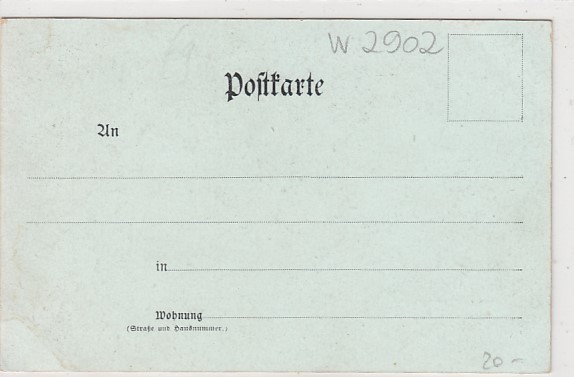 W 2902
Postkarte
An
in
Wohnung
(Straße und Hausnummer.)
20 –